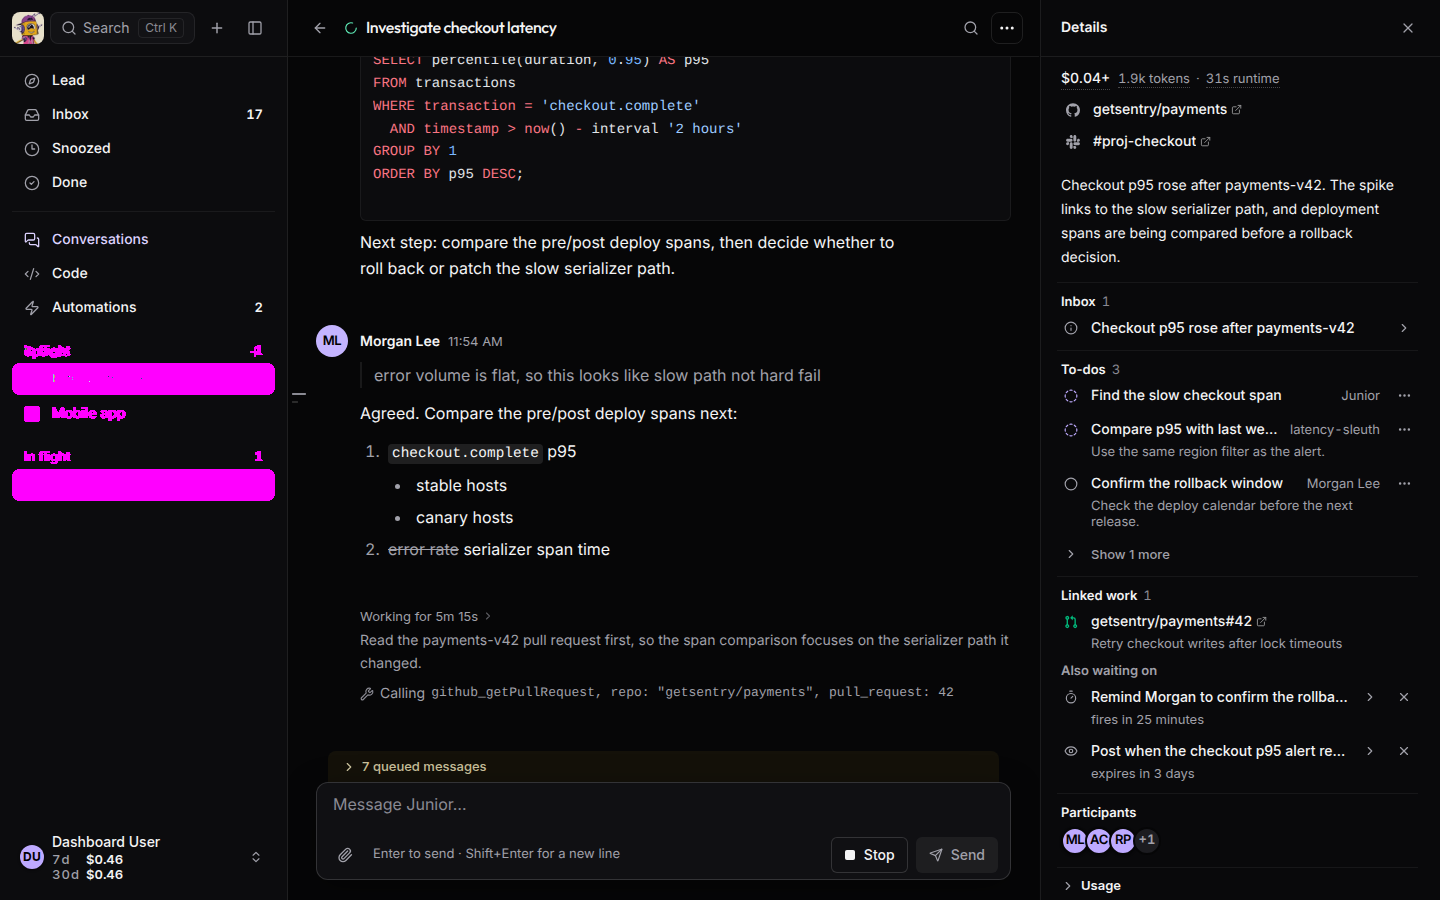 Search Ctrl K
Lead
Inbox 17
Snoozed
Done
Conversations
Code
Automations 2
Mobile app
In flight 1
Dashboard User
7d $0.46
30d $0.46
Investigate checkout latency
SELECT percentile(duration, 0.95) AS p95
FROM transactions
WHERE transaction = 'checkout.complete'
AND timestamp > now() - interval '2 hours'
GROUP BY 1
ORDER BY p95 DESC;
Next step: compare the pre/post deploy spans, then decide whether to
roll back or patch the slow serializer path.
ML Morgan Lee 11:54 AM
error volume is flat, so this looks like slow path not hard fail
Agreed. Compare the pre/post deploy spans next:
1. checkout.complete p95
• stable hosts
• canary hosts
2. error rate serializer span time
Working for 5m 15s
Read the payments-v42 pull request first, so the span comparison focuses on the serializer path it
changed.
Calling github_getPullRequest, repo: "getsentry/payments", pull_request: 42
7 queued messages
Message Junior...
Enter to send · Shift+Enter for a new line
Stop Send
Details
$0.04+ 1.9k tokens · 31s runtime
getsentry/payments
#proj-checkout
Checkout p95 rose after payments-v42. The spike
links to the slow serializer path, and deployment
spans are being compared before a rollback
decision.
Inbox 1
Checkout p95 rose after payments-v42
To-dos 3
Find the slow checkout span Junior
Compare p95 with last we... latency-sleuth
Use the same region filter as the alert.
Confirm the rollback window Morgan Lee
Check the deploy calendar before the next
release.
Show 1 more
Linked work 1
getsentry/payments#42
Retry checkout writes after lock timeouts
Also waiting on
Remind Morgan to confirm the rollba...
fires in 25 minutes
Post when the checkout p95 alert re...
expires in 3 days
Participants
ML AC RP +1
Usage
DU